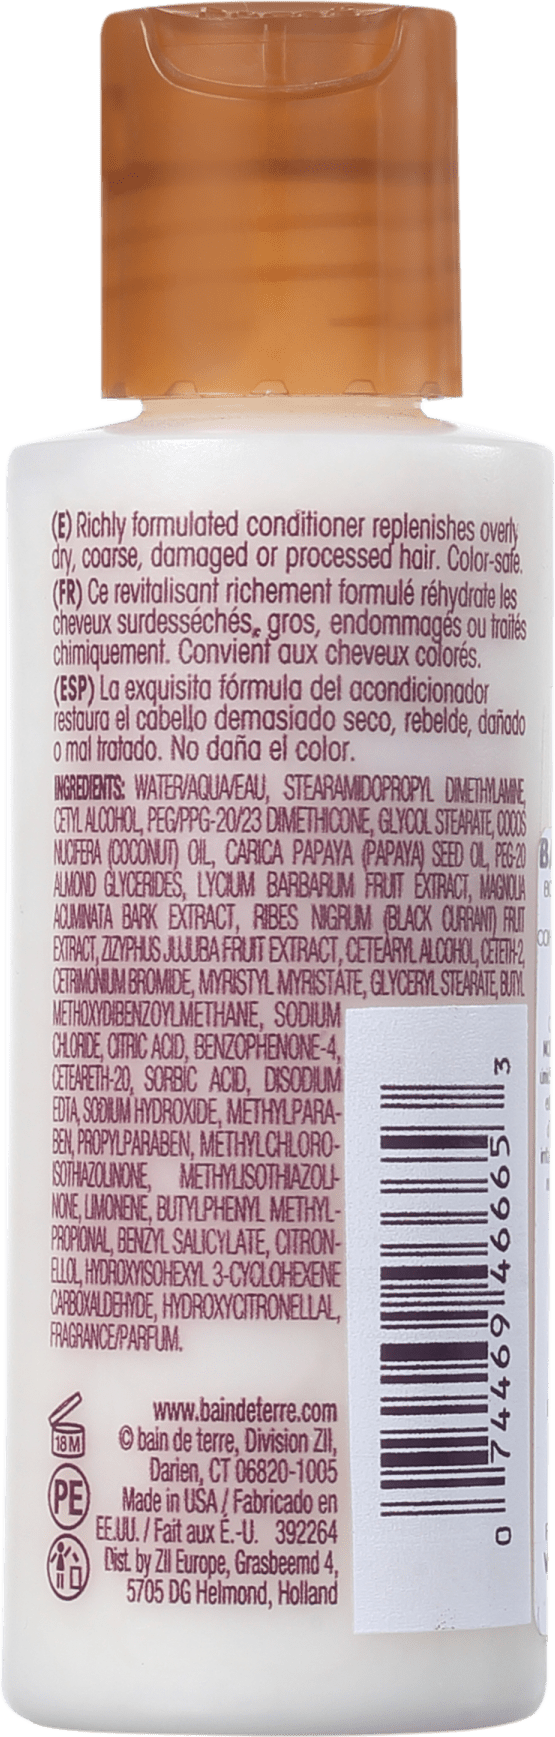 (E) Richly formulated conditioner replenishes overly
dry, coarse, damaged or processed hair. Color-safe.
(FR) Ce revitalisant richement formulé réhydrate les
cheveux surdesséchés, gros, endommagés ou traités
chimiquement. Convient aux cheveux colorés.
(ESP) La exquisita fórmula del acondicionador
restaura el cabello demasiado seco, rebelde, dañado
o mal tratado. No daña el color.
INGREDIENTS: WATER/AQUA/EAU, STEARAMIDOPROPYL DIMETHYLAMINE,
CETYL ALCOHOL, PEG/PPG-20/23 DIMETHICONE, GLYCOL STEARATE, COCOS
NUCIFERA (COCONUT) OIL, CARICA PAPAYA (PAPAYA) SEED OIL, PEG-20
ALMOND GLYCERIDES, LYCIUM BARBARUM FRUIT EXTRACT, MAGNOLIA
ACUMINATA BARK EXTRACT, RIBES NIGRUM (BLACK CURRANT) FRUIT
EXTRACT, ZIZYPHUS JUJUBA FRUIT EXTRACT, CETEARYL ALCOHOL, CETETH-2,
CETRIMONIUM BROMIDE, MYRISTYL MYRISTATE, GLYCERYL STEARATE, BUTYL
METHOXYDIBENZOYLMETHANE, SODIUM
CHLORIDE, CITRIC ACID, BENZOPHENONE-4,
CETEARETH-20, SORBIC ACID, DISODIUM
EDTA, SODIUM HYDROXIDE, METHYLPARA-
BEN, PROPYLPARABEN, METHYLCHLORO-
ISOTHIAZOLINONE, METHYLISOTHIAZOLI-
NONE, LIMONENE, BUTYLPHENYL METHYL-
PROPIONAL, BENZYL SALICYLATE, CITRON-
ELLOL, HYDROXYISOHEXYL 3-CYCLOHEXENE
CARBOXALDEHYDE, HYDROXYCITRONELLAL,
FRAGRANCE/PARFUM.
0 74469 46665 3
18M
PE
www.baindeterre.com
© bain de terre, Division ZII,
Darien, CT 06820-1005
Made in USA / Fabricado en
EE.UU. / Fait aux É.-U. 392264
Dist. by ZII Europe, Grasbeemd 4,
5705 DG Helmond, Holland